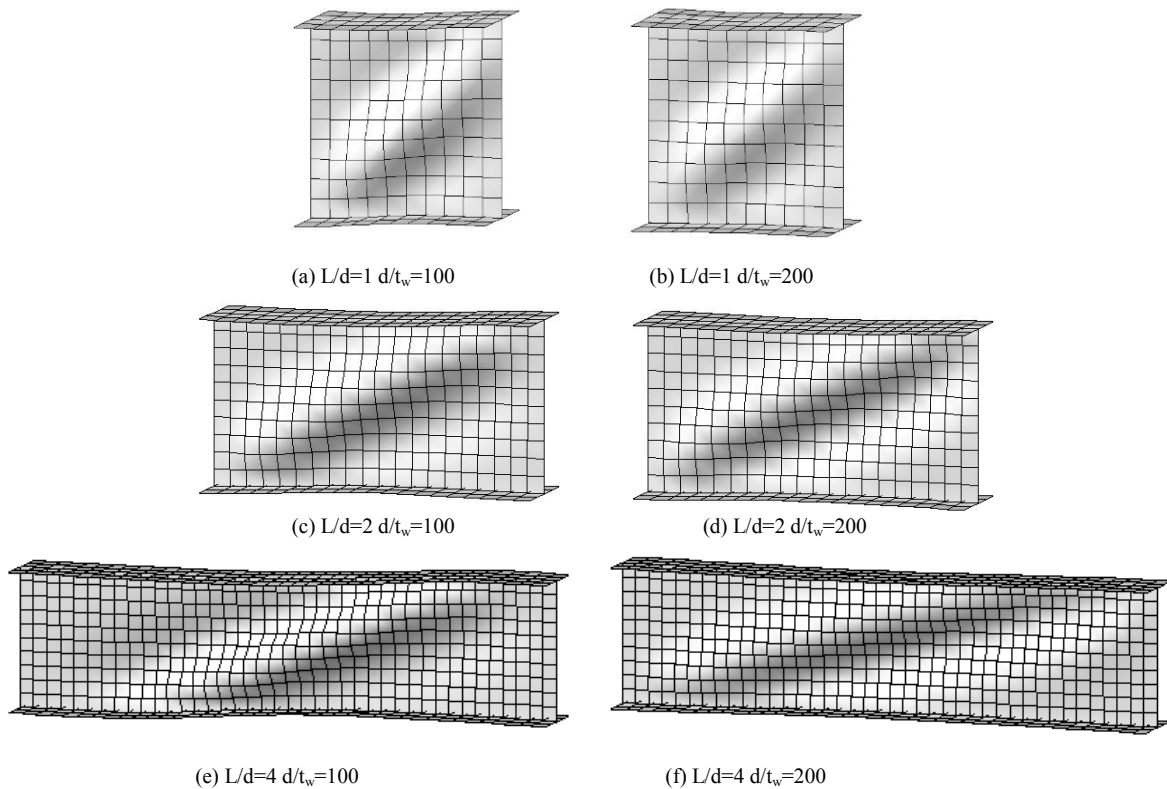 (a) L/d=1 d/tw=100
(b) L/d=1 d/tw=200
(c) L/d=2 d/tw=100
(d) L/d=2 d/tw=200
(e) L/d=4 d/tw=100
(f) L/d=4 d/tw=200